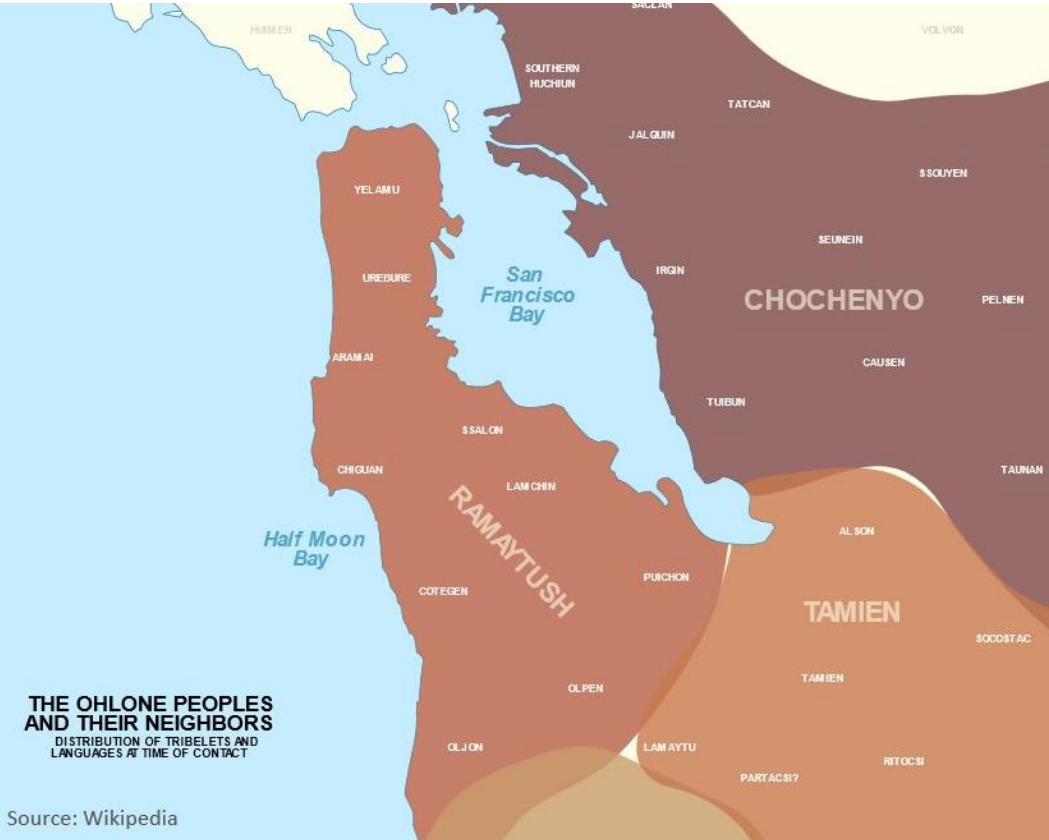 SACLAN
HUIMEN
VOLVON
SOUTHERN
HUCHIUN
TATCAN
JALQUIN
SSOUYEN
YELAMU
SEUNEIN
IRGIN
UREBURE
San
Francisco
Bay
CHOCHENYO
PELNEN
ARAMAI
CAUSEN
TUIBUN
SSALON
CHIGUAN
TAUNAN
LAMCHIN
RAMAYTUSH
ALSON
Half Moon
Bay
PUICHON
COTEGEN
TAMIEN
SOCOSTAC
TAMIEN
OLPEN
THE OHLONE PEOPLES
AND THEIR NEIGHBORS
DISTRIBUTION OF TRIBELETS AND
LANGUAGES AT TIME OF CONTACT
OLJON
LAMAYTU
RITOCSI
PARTACSI?
Source: Wikipedia